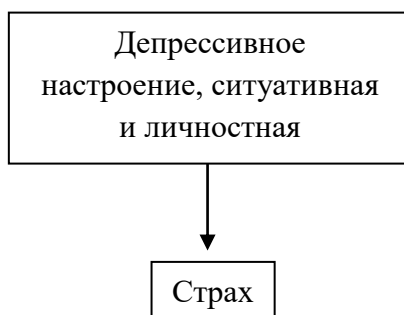 Депрессивное
настроение, ситуативная
и личностная
Страх